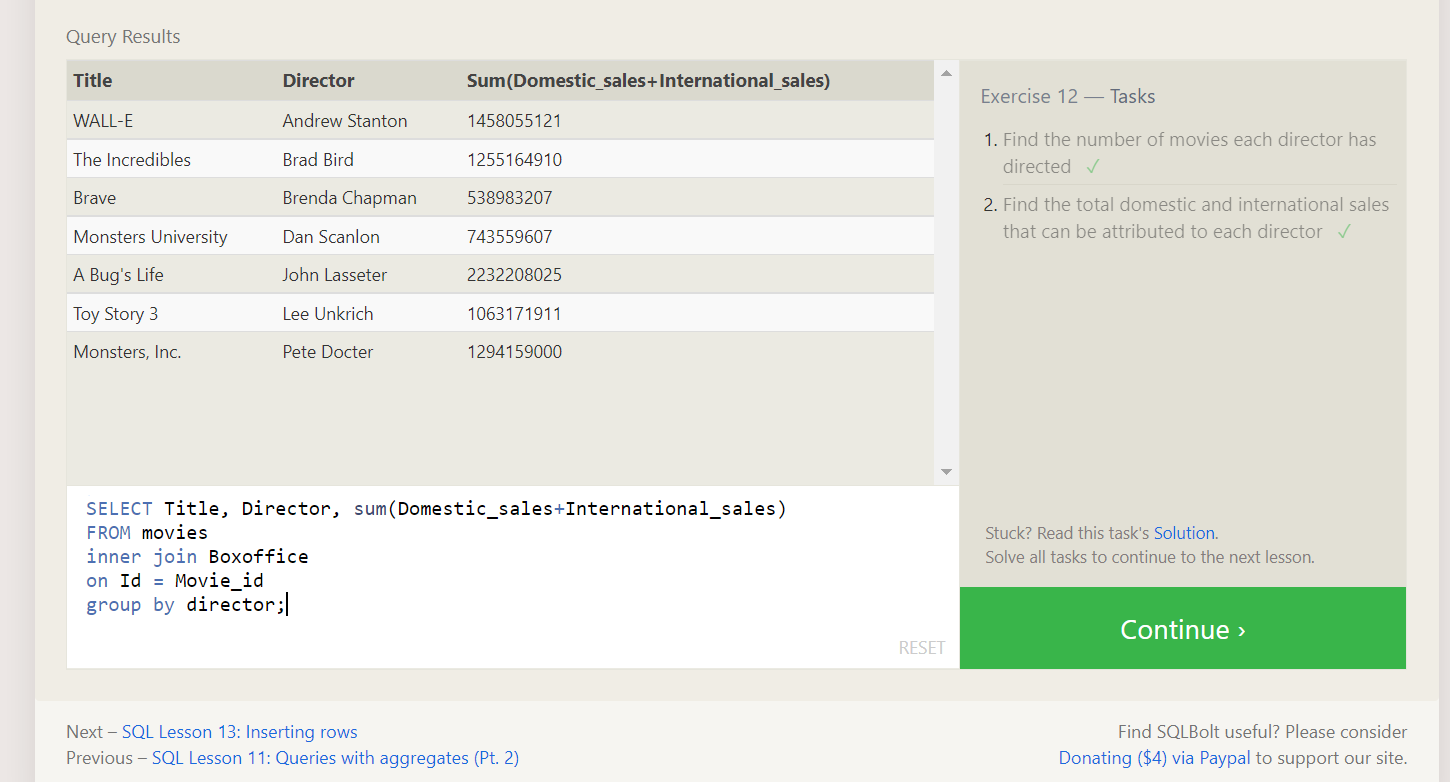 Query Results
Title Director Sum(Domestic_sales+International_sales)
WALL-E Andrew Stanton 1458055121
The Incredibles Brad Bird 1255164910
Brave Brenda Chapman 538983207
Monsters University Dan Scanlon 743559607
A Bug's Life John Lasseter 2232208025
Toy Story 3 Lee Unkrich 1063171911
Monsters, Inc. Pete Docter 1294159000
SELECT Title, Director, sum(Domestic_sales+International_sales)
FROM movies
inner join Boxoffice
on Id = Movie_id
group by director;
RESET
Exercise 12 — Tasks
1. Find the number of movies each director has
directed ✓
2. Find the total domestic and international sales
that can be attributed to each director ✓
Stuck? Read this task's Solution.
Solve all tasks to continue to the next lesson.
Continue ›
Next – SQL Lesson 13: Inserting rows
Previous – SQL Lesson 11: Queries with aggregates (Pt. 2)
Find SQLBolt useful? Please consider
Donating ($4) via Paypal to support our site.